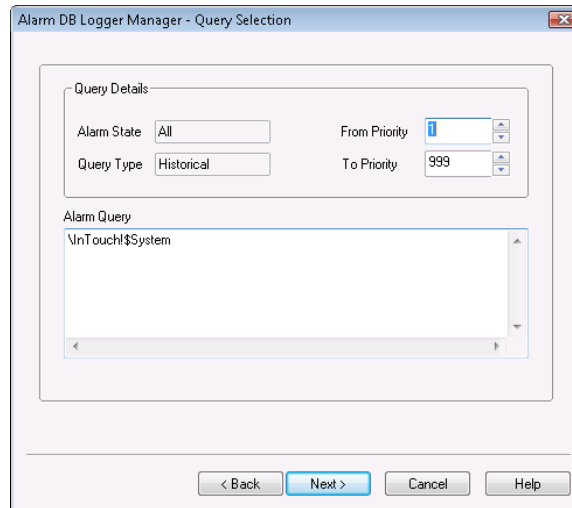 Alarm DB Logger Manager - Query Selection
Query Details
Alarm State All From Priority 1
Query Type Historical To Priority 999
Alarm Query
\InTouch!$System
< Back Next > Cancel Help